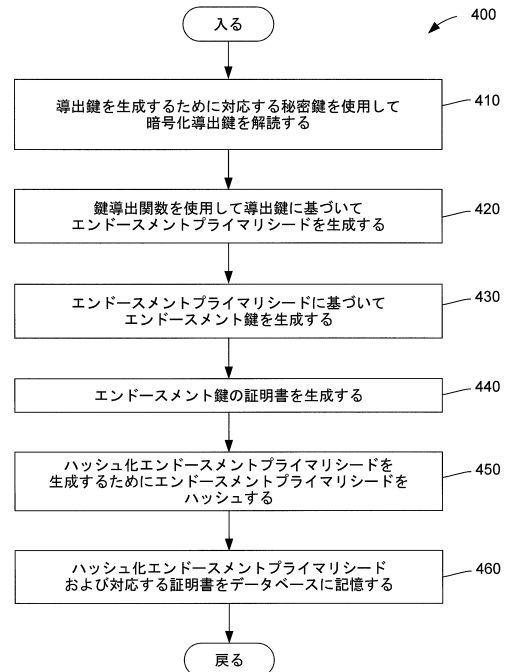 入る
400
導出鍵を生成するために対応する秘密鍵を使用して
暗号化導出鍵を解読する
410
鍵導出関数を使用して導出鍵に基づいて
エンドースメントプライマリシードを生成する
420
エンドースメントプライマリシードに基づいて
エンドースメント鍵を生成する
430
エンドースメント鍵の証明書を生成する
440
ハッシュ化エンドースメントプライマリシードを
生成するためにエンドースメントプライマリシードを
ハッシュする
450
ハッシュ化エンドースメントプライマリシード
および対応する証明書をデータベースに記憶する
460
戻る